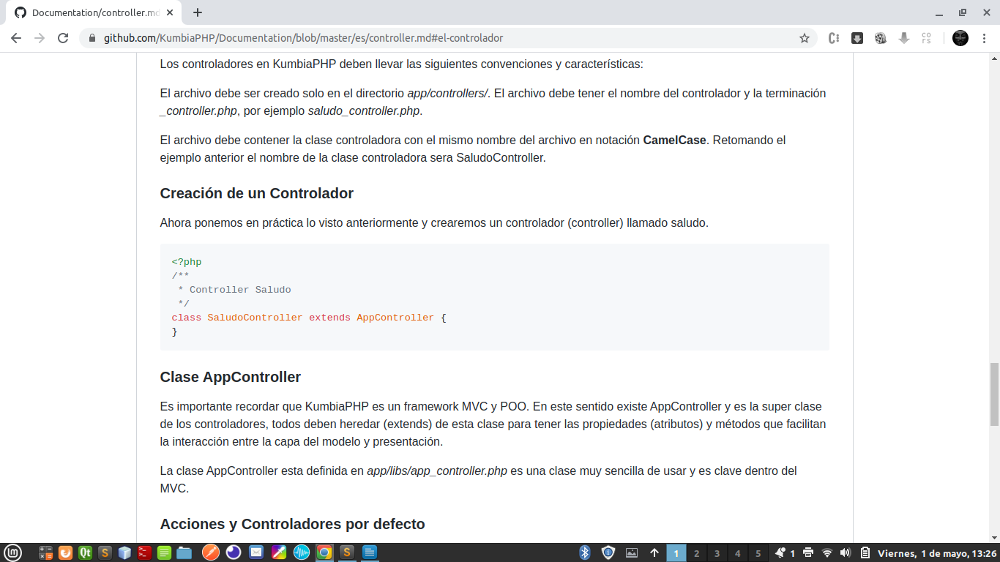 Documentation/controller.md
github.com/KumbiaPHP/Documentation/blob/master/es/controller.md#el-controlador
Los controladores en KumbiaPHP deben llevar las siguientes convenciones y características:
El archivo debe ser creado solo en el directorio app/controllers/. El archivo debe tener el nombre del controlador y la terminación
_controller.php, por ejemplo saludo_controller.php.
El archivo debe contener la clase controladora con el mismo nombre del archivo en notación CamelCase. Retomando el
ejemplo anterior el nombre de la clase controladora sera SaludoController.
Creación de un Controlador
Ahora ponemos en práctica lo visto anteriormente y crearemos un controlador (controller) llamado saludo.
<?php
/**
 * Controller Saludo
 */
class SaludoController extends AppController {
}
Clase AppController
Es importante recordar que KumbiaPHP es un framework MVC y POO. En este sentido existe AppController y es la super clase
de los controladores, todos deben heredar (extends) de esta clase para tener las propiedades (atributos) y métodos que facilitan
la interacción entre la capa del modelo y presentación.
La clase AppController esta definida en app/libs/app_controller.php es una clase muy sencilla de usar y es clave dentro del
MVC.
Acciones y Controladores por defecto
1 2 3 4 5 1 Viernes, 1 de mayo, 13:26